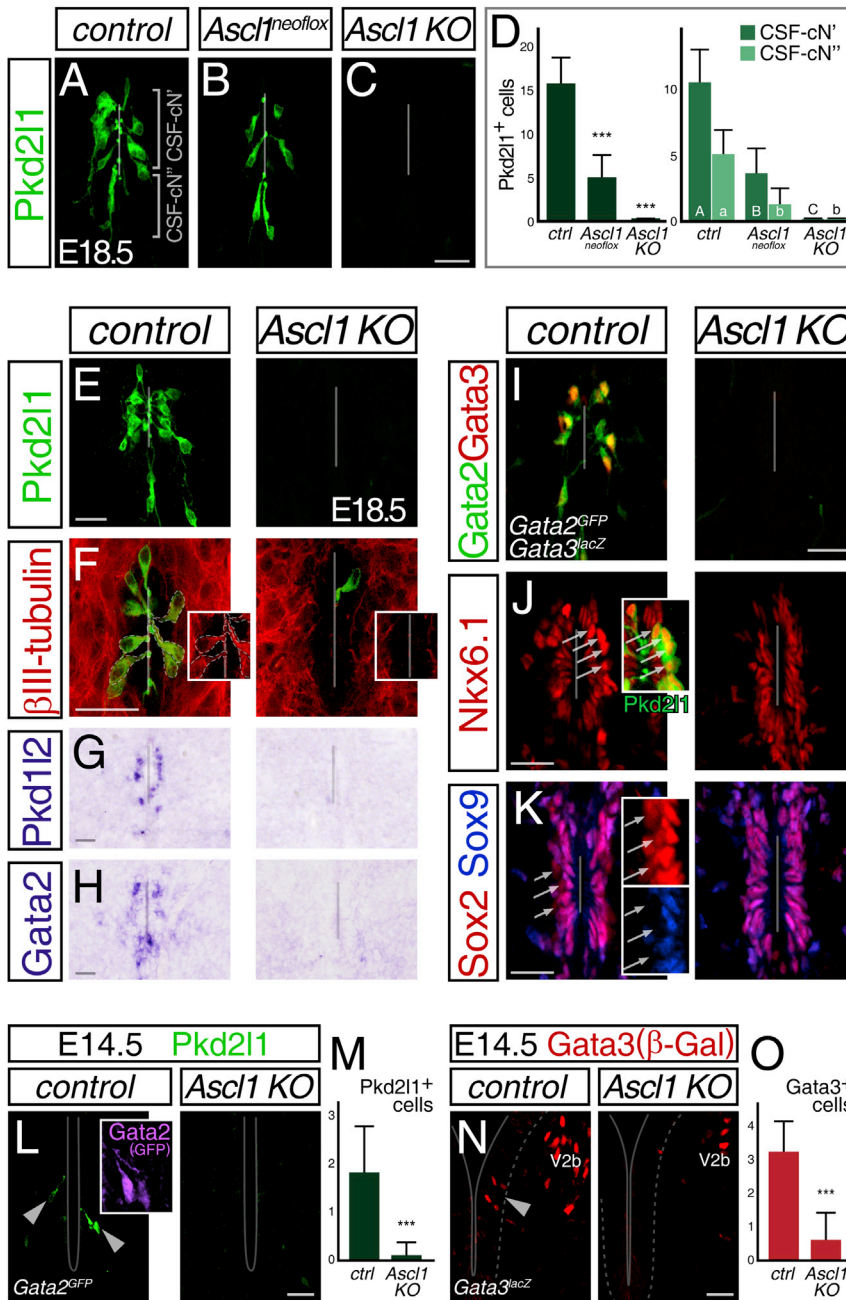 control
Ascl1neoflox
Ascl1 KO
Pkd2l1
A
CSF-cN'
CSF-cN''
E18.5
B
C
D
Pkd2l1+ cells
20
15
10
5
0
***
***
ctrl
Ascl1
neoflox
Ascl1
KO
CSF-cN'
CSF-cN''
10
5
0
A
a
B
b
C
b
ctrl
Ascl1
neoflox
Ascl1
KO
control
Ascl1 KO
Pkd2l1
E
E18.5
βIII-tubulin
F
Pkd1l2
G
Gata2
H
control
Ascl1 KO
Gata2Gata3
I
Gata2GFP
Gata3lacZ
Nkx6.1
J
Pkd2l1
Sox2 Sox9
K
E14.5 Pkd2l1
control
Ascl1 KO
L
Gata2
(GFP)
Gata2GFP
M
Pkd2l1+
cells
3
2
1
0
***
ctrl
Ascl1
KO
E14.5 Gata3(β-Gal)
control
Ascl1 KO
N
V2b
V2b
Gata3lacZ
O
Gata3+
cells
4
3
2
1
0
***
ctrl
Ascl1
KO